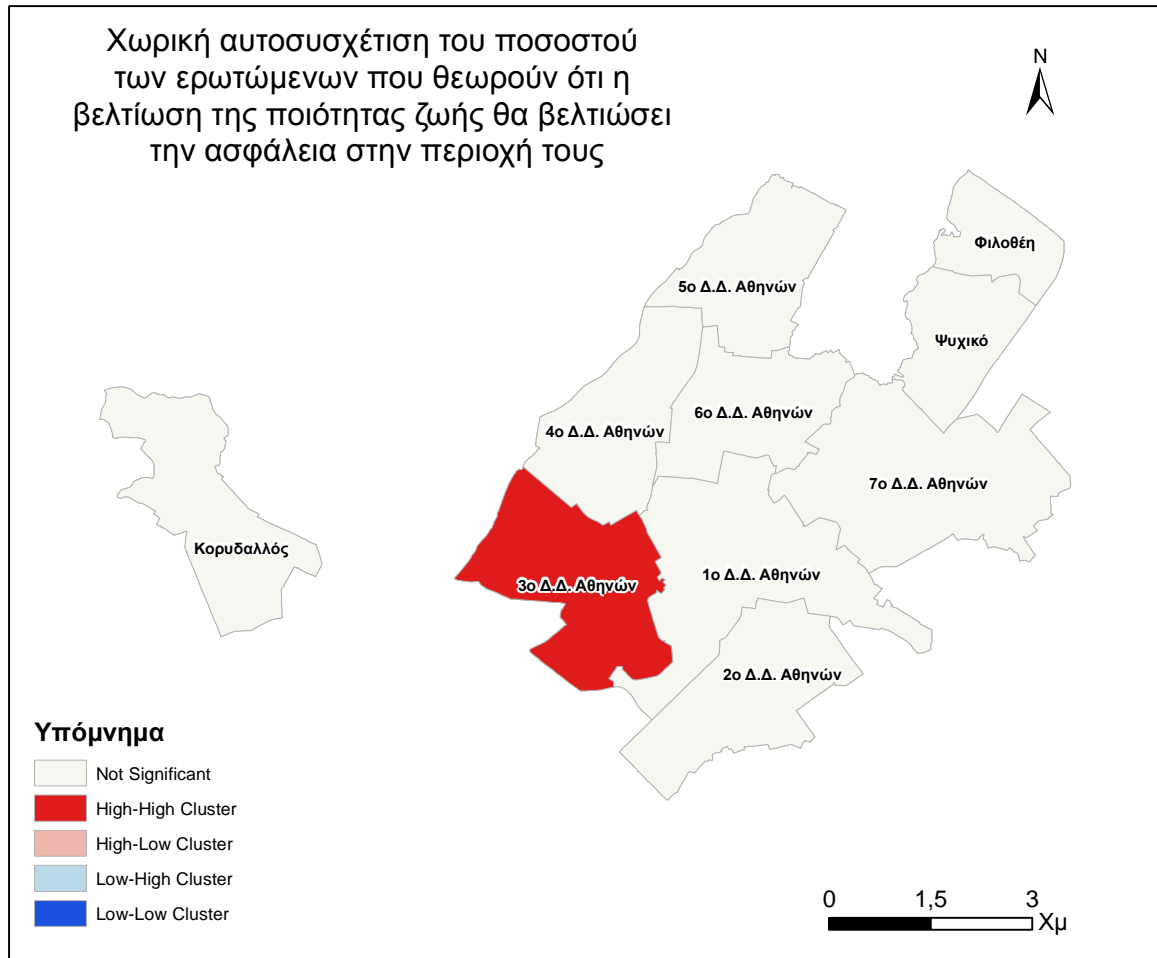 Χωρική αυτοσυσχέτιση του ποσοστού
των ερωτώμενων που θεωρούν ότι η
βελτίωση της ποιότητας ζωής θα βελτιώσει
την ασφάλεια στην περιοχή τους
N
Φιλοθέη
5ο Δ.Δ. Αθηνών
Ψυχικό
6ο Δ.Δ. Αθηνών
4ο Δ.Δ. Αθηνών
7ο Δ.Δ. Αθηνών
Κορυδαλλός
1ο Δ.Δ. Αθηνών
3ο Δ.Δ. Αθηνών
2ο Δ.Δ. Αθηνών
Υπόμνημα
Not Significant
High-High Cluster
High-Low Cluster
Low-High Cluster
Low-Low Cluster
0 1,5 3
Χμ